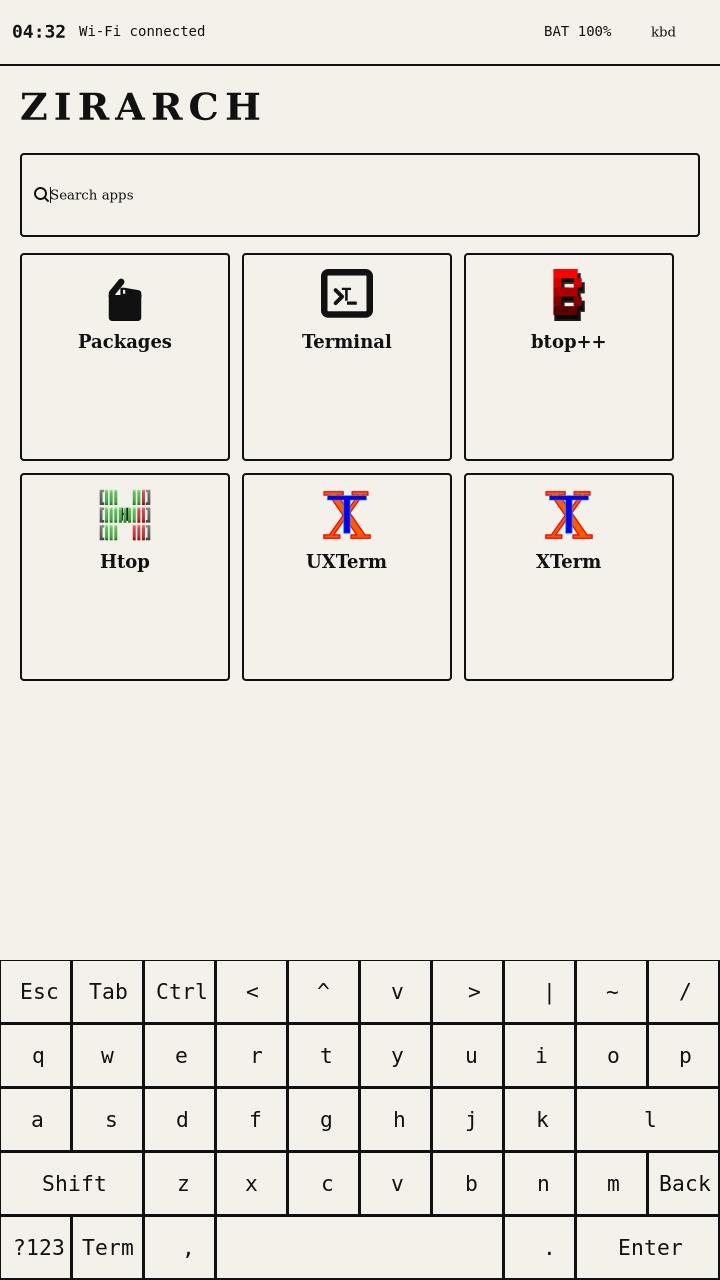 04:32 Wi-Fi connected BAT 100% kbd
ZIRARCH
Search apps
Packages Terminal btop++
Htop UXTerm XTerm
Esc Tab Ctrl < ^ v > | ~ /
q w e r t y u i o p
a s d f g h j k l
Shift z x c v b n m Back
?123 Term , . Enter